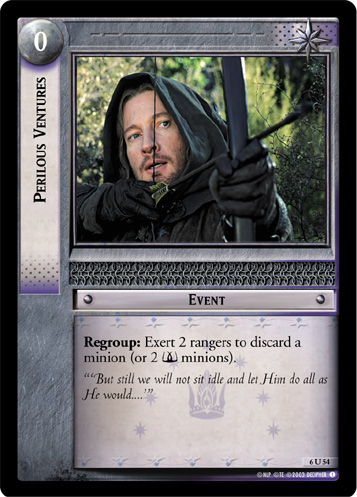 0
PERILOUS VENTURES
EVENT
Regroup: Exert 2 rangers to discard a
minion (or 2 minions).
““But still we will not sit idle and let Him do all as
He would....’”
6 U 54